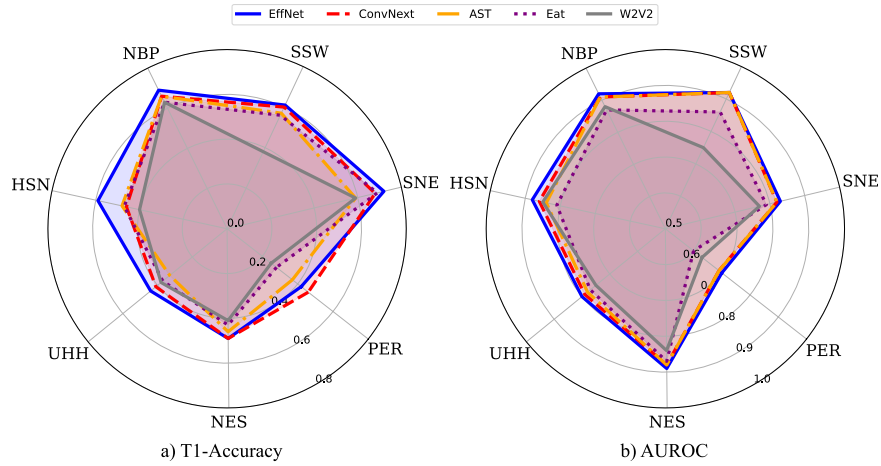 EffNet ConvNext AST Eat W2V2
NBP SSW
SNE
HSN
UHH
NES
PER
0.0
0.2
0.4
0.6
0.8
a) T1-Accuracy
NBP SSW
SNE
HSN
UHH
NES
PER
0.5
0.6
0.8
0.9
1.0
b) AUROC